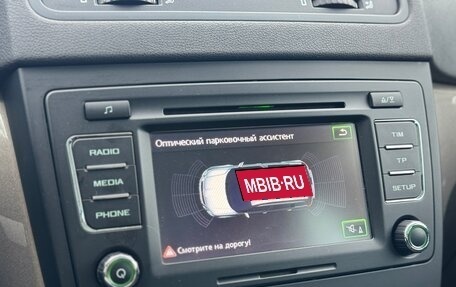 Оптический парковочный ассистент
RADIO
MEDIA
PHONE
TIM
TP
SETUP
MBIB·RU
Смотрите на дорогу!